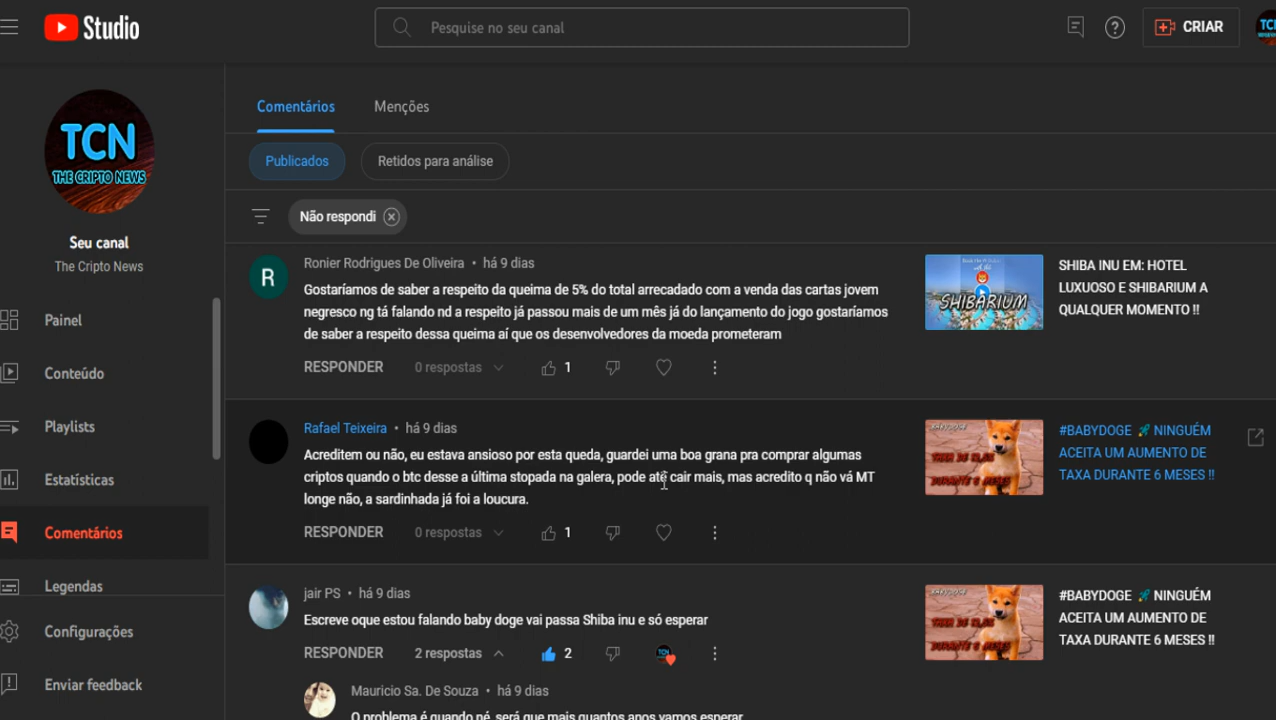 Studio
Pesquise no seu canal
CRIAR
TCN
THE CRIPTO NEWS
Seu canal
The Cripto News
Painel
Conteúdo
Playlists
Estatísticas
Comentários
Legendas
Configurações
Enviar feedback
Comentários
Menções
Publicados
Retidos para análise
Não respondi
R
Ronier Rodrigues De Oliveira • há 9 dias
Gostaríamos de saber a respeito da queima de 5% do total arrecadado com a venda das cartas jovem
negresco ng tá falando nd a respeito já passou mais de um mês já do lançamento do jogo gostaríamos
de saber a respeito dessa queima aí que os desenvolvedores da moeda prometeram
RESPONDER 0 respostas 1
SHIBARIUM
SHIBA INU EM: HOTEL
LUXUOSO E SHIBARIUM A
QUALQUER MOMENTO !!
Rafael Teixeira • há 9 dias
Acreditem ou não, eu estava ansioso por esta queda, guardei uma boa grana pra comprar algumas
criptos quando o btc desse a última stopada na galera, pode até cair mais, mas acredito q não vá MT
longe não, a sardinhada já foi a loucura.
RESPONDER 0 respostas 1
#BABYDOGE 🚀 NINGUÉM
ACEITA UM AUMENTO DE
TAXA DURANTE 6 MESES !!
jair PS • há 9 dias
Escreve oque estou falando baby doge vai passa Shiba inu e só esperar
RESPONDER 2 respostas 2
#BABYDOGE 🚀 NINGUÉM
ACEITA UM AUMENTO DE
TAXA DURANTE 6 MESES !!
Mauricio Sa. De Souza • há 9 dias
O problema é quando né, será que mais quantos anos vamos esperar